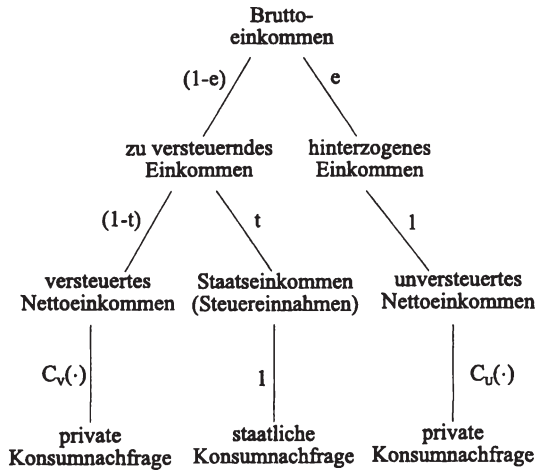 Brutto-
einkommen
(1-e)
e
zu versteuerndes
Einkommen
hinterzogenes
Einkommen
(1-t)
t
1
versteuertes
Nettoeinkommen
Staatseinkommen
(Steuereinnahmen)
unversteuertes
Nettoeinkommen
Cv(·)
1
Cu(·)
private
Konsumnachfrage
staatliche
Konsumnachfrage
private
Konsumnachfrage